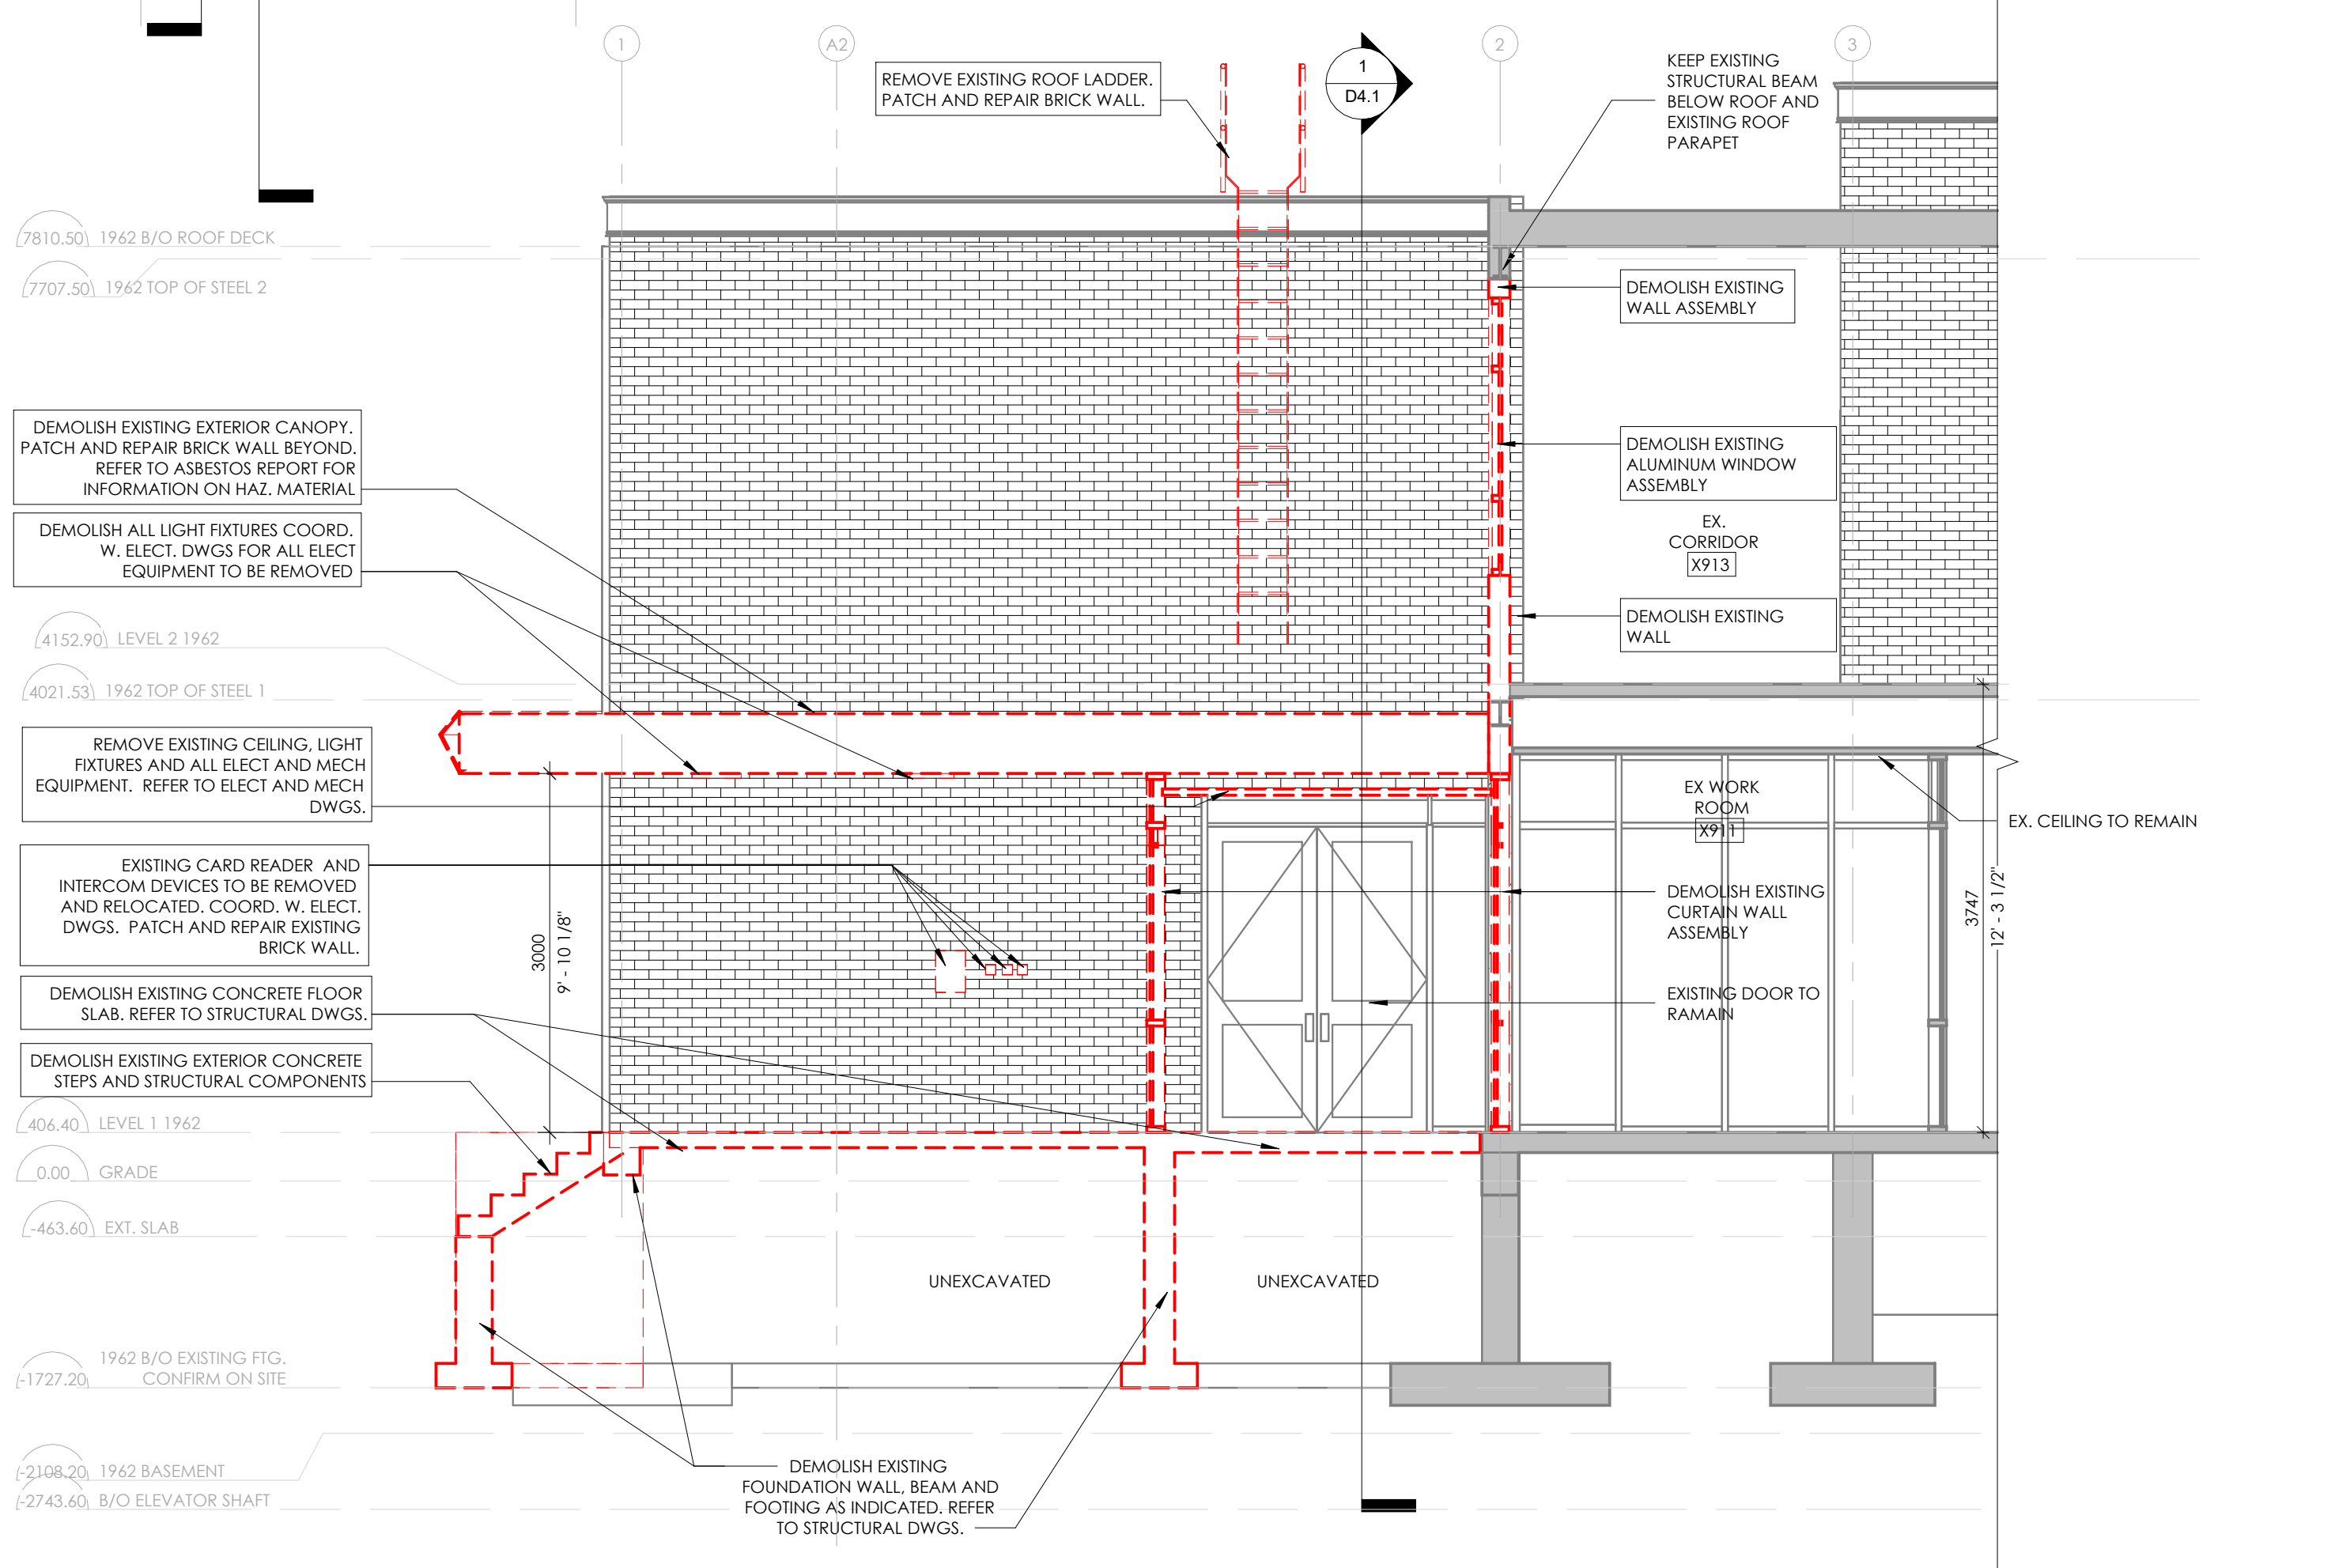 1
A2
2
3
1
D4.1
REMOVE EXISTING ROOF LADDER.
PATCH AND REPAIR BRICK WALL.
KEEP EXISTING
STRUCTURAL BEAM
BELOW ROOF AND
EXISTING ROOF
PARAPET
7810.50 1962 B/O ROOF DECK
7707.50 1962 TOP OF STEEL 2
DEMOLISH EXISTING
WALL ASSEMBLY
DEMOLISH EXISTING EXTERIOR CANOPY.
PATCH AND REPAIR BRICK WALL BEYOND.
REFER TO ASBESTOS REPORT FOR
INFORMATION ON HAZ. MATERIAL
DEMOLISH EXISTING
ALUMINUM WINDOW
ASSEMBLY
DEMOLISH ALL LIGHT FIXTURES COORD.
W. ELECT. DWGS FOR ALL ELECT
EQUIPMENT TO BE REMOVED
EX.
CORRIDOR
X913
DEMOLISH EXISTING
WALL
4152.90 LEVEL 2 1962
4021.53 1962 TOP OF STEEL 1
REMOVE EXISTING CEILING, LIGHT
FIXTURES AND ALL ELECT AND MECH
EQUIPMENT. REFER TO ELECT AND MECH
DWGS.
EX WORK
ROOM
X911
EX. CEILING TO REMAIN
EXISTING CARD READER AND
INTERCOM DEVICES TO BE REMOVED
AND RELOCATED. COORD. W. ELECT.
DWGS. PATCH AND REPAIR EXISTING
BRICK WALL.
3000
9' - 10 1/8"
DEMOLISH EXISTING
CURTAIN WALL
ASSEMBLY
3747
12' - 3 1/2"
DEMOLISH EXISTING CONCRETE FLOOR
SLAB. REFER TO STRUCTURAL DWGS.
EXISTING DOOR TO
RAMAIN
DEMOLISH EXISTING EXTERIOR CONCRETE
STEPS AND STRUCTURAL COMPONENTS
406.40 LEVEL 1 1962
0.00 GRADE
-463.60 EXT. SLAB
UNEXCAVATED
UNEXCAVATED
1962 B/O EXISTING FTG.
-1727.20 CONFIRM ON SITE
-2108.20 1962 BASEMENT
-2743.60 B/O ELEVATOR SHAFT
DEMOLISH EXISTING
FOUNDATION WALL, BEAM AND
FOOTING AS INDICATED. REFER
TO STRUCTURAL DWGS.